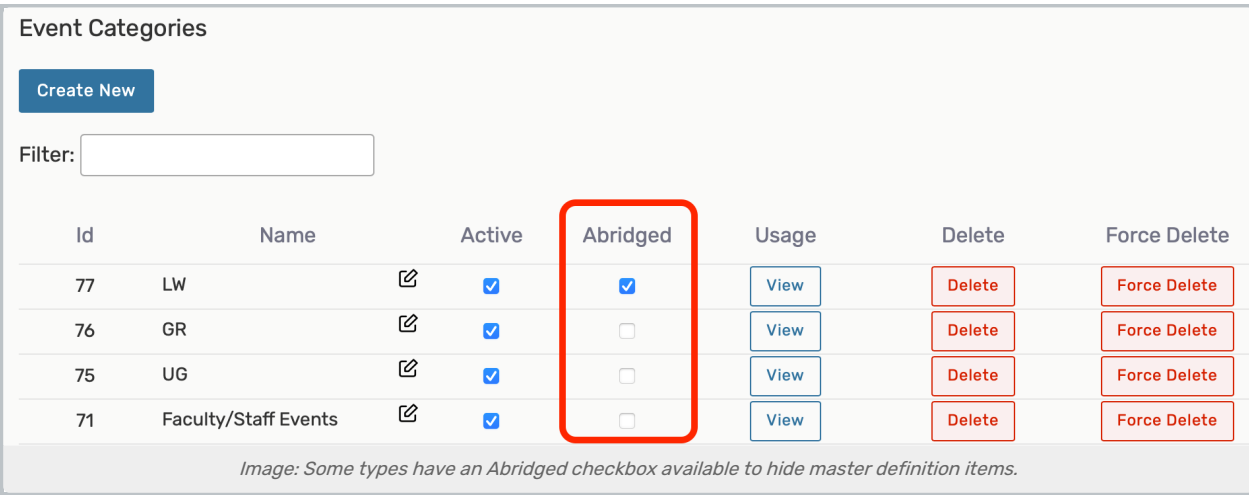 Event Categories
Create New
Filter:
Id Name Active Abridged Usage Delete Force Delete
77 LW View Delete Force Delete
76 GR View Delete Force Delete
75 UG View Delete Force Delete
71 Faculty/Staff Events View Delete Force Delete
Image: Some types have an Abridged checkbox available to hide master definition items.